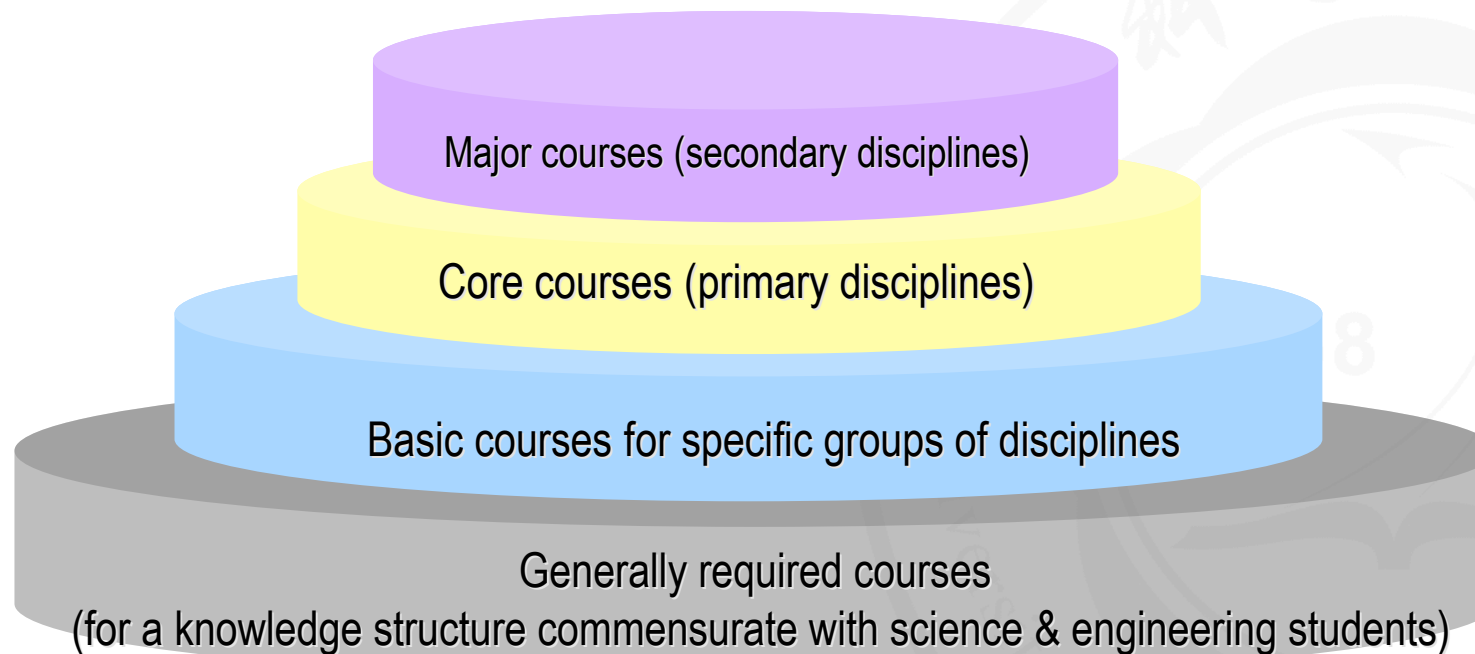 Major courses (secondary disciplines)
Core courses (primary disciplines)
Basic courses for specific groups of disciplines
Generally required courses
(for a knowledge structure commensurate with science & engineering students)
8